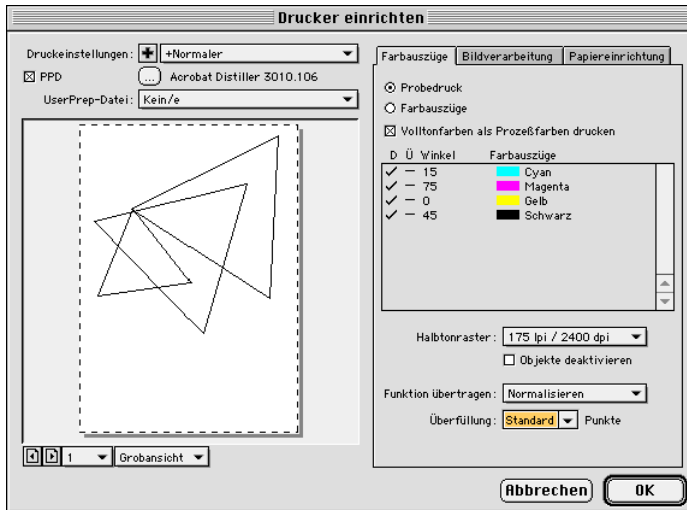 Drucker einrichten
Druckeinstellungen: +Normaler
PPD ... Acrobat Distiller 3010.106
UserPrep-Datei: Kein/e
1 Grobansicht
Farbauszüge Bildverarbeitung Papiereinrichtung
Probedruck
Farbauszüge
Volltonfarben als Prozeßfarben drucken
D Ü Winkel Farbauszüge
15 Cyan
75 Magenta
0 Gelb
45 Schwarz
Halbtonraster: 175 lpi / 2400 dpi
Objekte deaktivieren
Funktion übertragen: Normalisieren
Überfüllung: Standard Punkte
Abbrechen OK